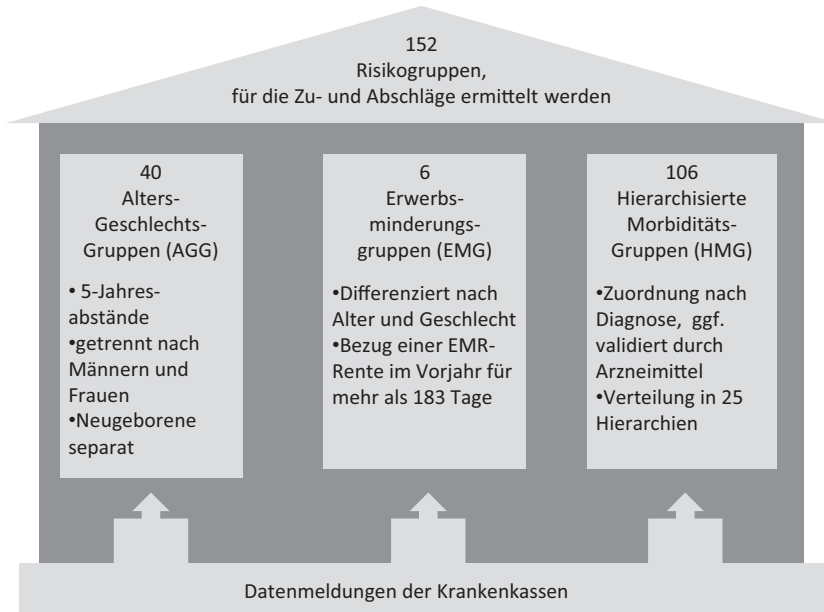 152
Risikogruppen,
für die Zu- und Abschläge ermittelt werden
40
Alters-
Geschlechts-
Gruppen (AGG)
• 5-Jahres-
abstände
•getrennt nach
Männern und
Frauen
•Neugeborene
separat
6
Erwerbs-
minderungs-
gruppen (EMG)
•Differenziert nach
Alter und Geschlecht
•Bezug einer EMR-
Rente im Vorjahr für
mehr als 183 Tage
106
Hierarchisierte
Morbiditäts-
Gruppen (HMG)
•Zuordnung nach
Diagnose, ggf.
validiert durch
Arzneimittel
•Verteilung in 25
Hierarchien
Datenmeldungen der Krankenkassen